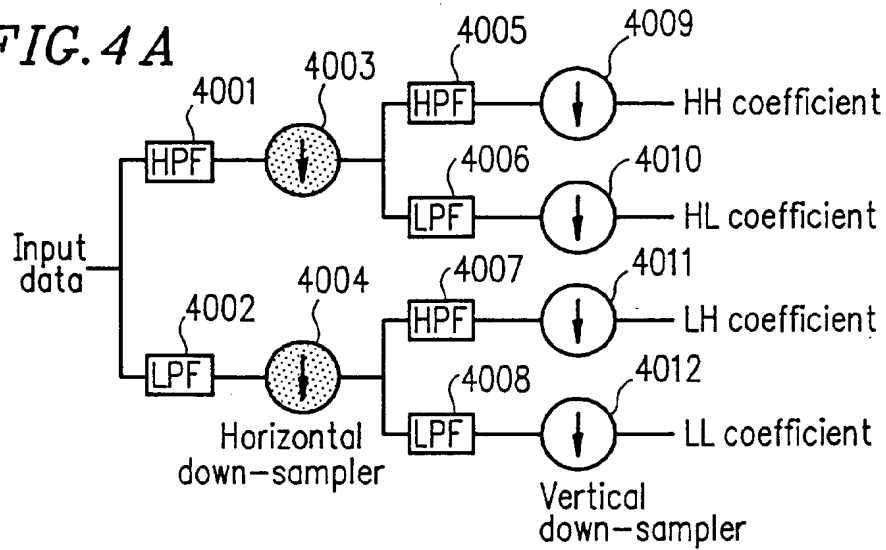 FIG. 4 A
4001
4003
4005
4009
HPF
HPF
HH coefficient
4006
4010
LPF
HL coefficient
Input
data
4002
4004
4007
4011
HPF
LH coefficient
LPF
4008
4012
LPF
LL coefficient
Horizontal
down-sampler
Vertical
down-sampler